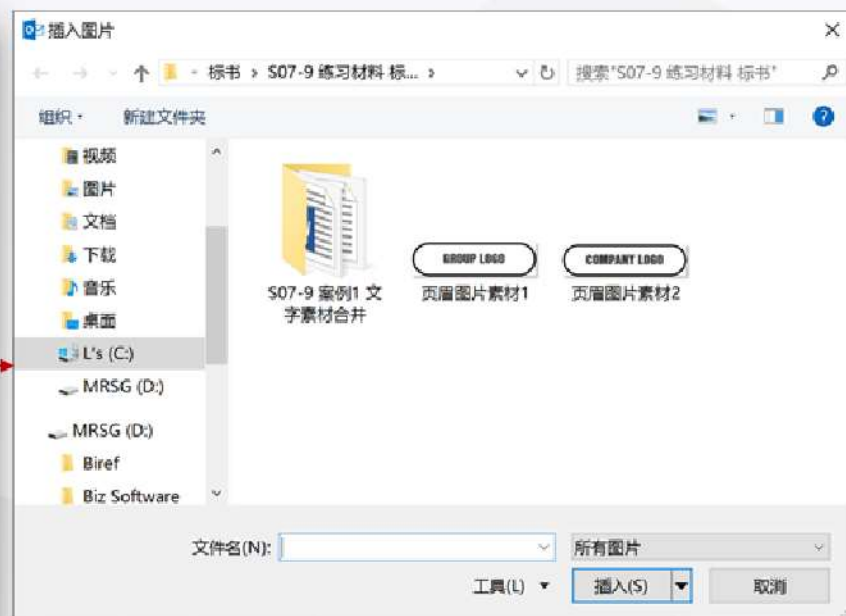 插入图片
标书 › S07-9 练习材料 标... ›
搜索"S07-9 练习材料 标书"
组织
新建文件夹
视频
图片
文档
下载
音乐
桌面
L's (C:)
MRSG (D:)
MRSG (D:)
Biref
Biz Software
GROUP LOGO
COMPANY LOGO
S07-9 案例1 文
字素材合并
页眉图片素材1
页眉图片素材2
文件名(N):
所有图片
工具(L)
插入(S)
取消